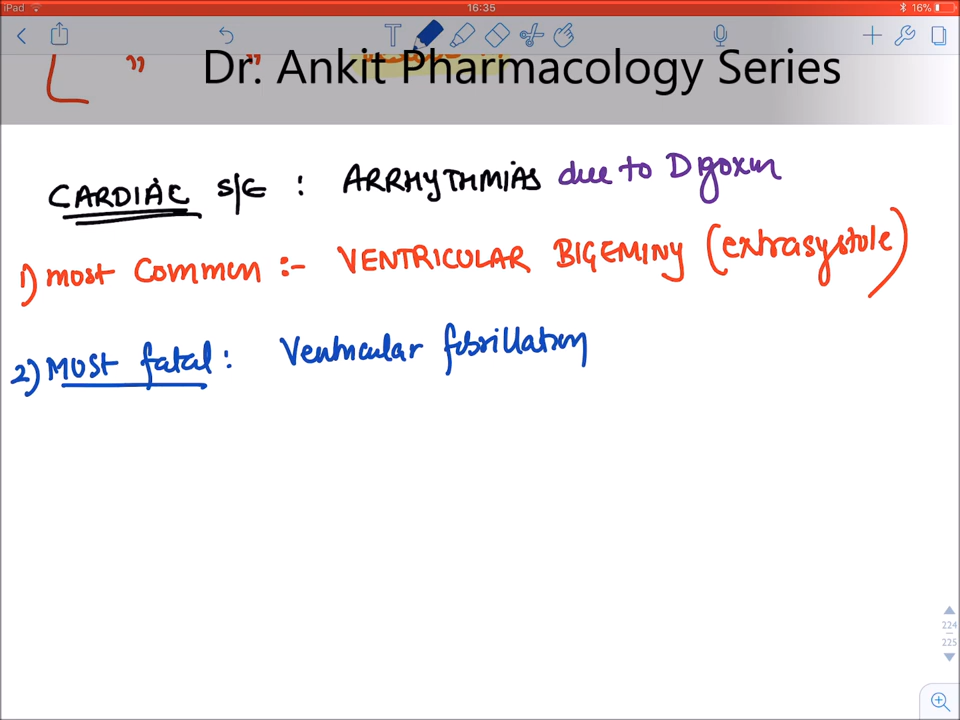 iPad 16:35 16%
" "
Dr. Ankit Pharmacology Series
CARDIAC S/E : ARRHYTHMIAS due to Digoxin
1) most Common :- VENTRICULAR BIGEMINY (extrasystole)
2) MOST fatal : Ventricular fibrillation
224
225